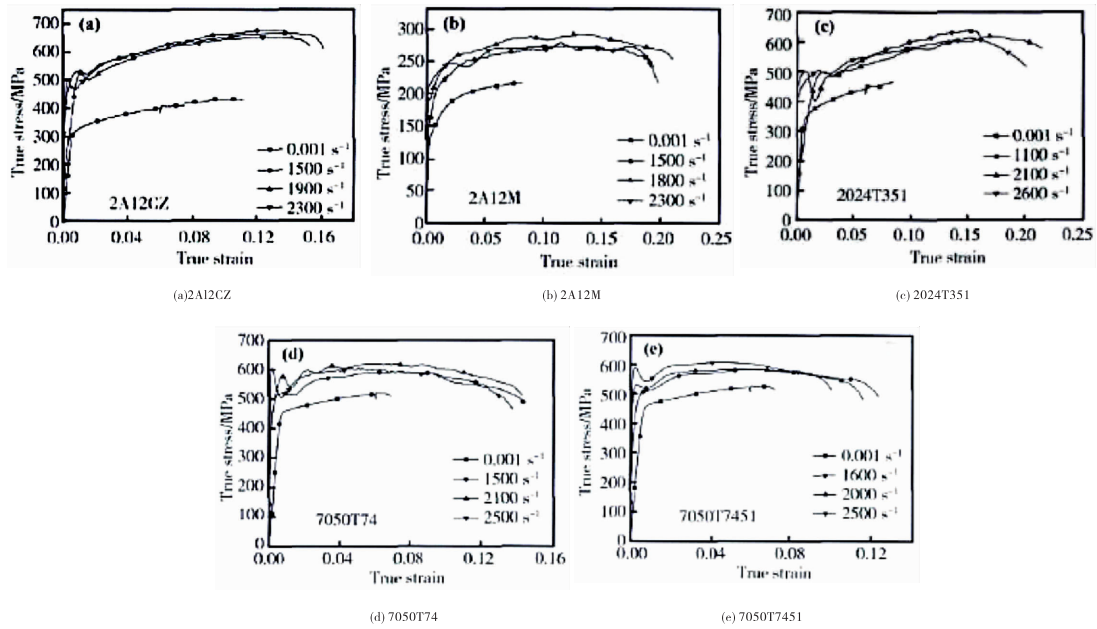 (a)
True stress/MPa
700
600
500
400
300
200
100
0
0.001 s⁻¹
1500 s⁻¹
1900 s⁻¹
2300 s⁻¹
2A12CZ
0.00 0.04 0.08 0.12 0.16
True strain
(b)
True stress/MPa
300
250
200
150
100
50
0
0.001 s⁻¹
1500 s⁻¹
1800 s⁻¹
2300 s⁻¹
2A12M
0.00 0.05 0.10 0.15 0.20 0.25
True strain
(c)
True stress/MPa
700
600
500
400
300
200
100
0
0.001 s⁻¹
1100 s⁻¹
2100 s⁻¹
2600 s⁻¹
2024T351
0.00 0.05 0.10 0.15 0.20 0.25
True strain
(a)2Al2CZ
(b) 2A12M
(c) 2024T351
(d)
True stress/MPa
700
600
500
400
300
200
100
0
0.001 s⁻¹
1500 s⁻¹
2100 s⁻¹
2500 s⁻¹
7050T74
0.00 0.04 0.08 0.12 0.16
True strain
(e)
True stress/MPa
700
600
500
400
300
200
100
0
0.001 s⁻¹
1600 s⁻¹
2000 s⁻¹
2500 s⁻¹
7050T7451
0.00 0.04 0.08 0.12
True strain
(d) 7050T74
(e) 7050T7451